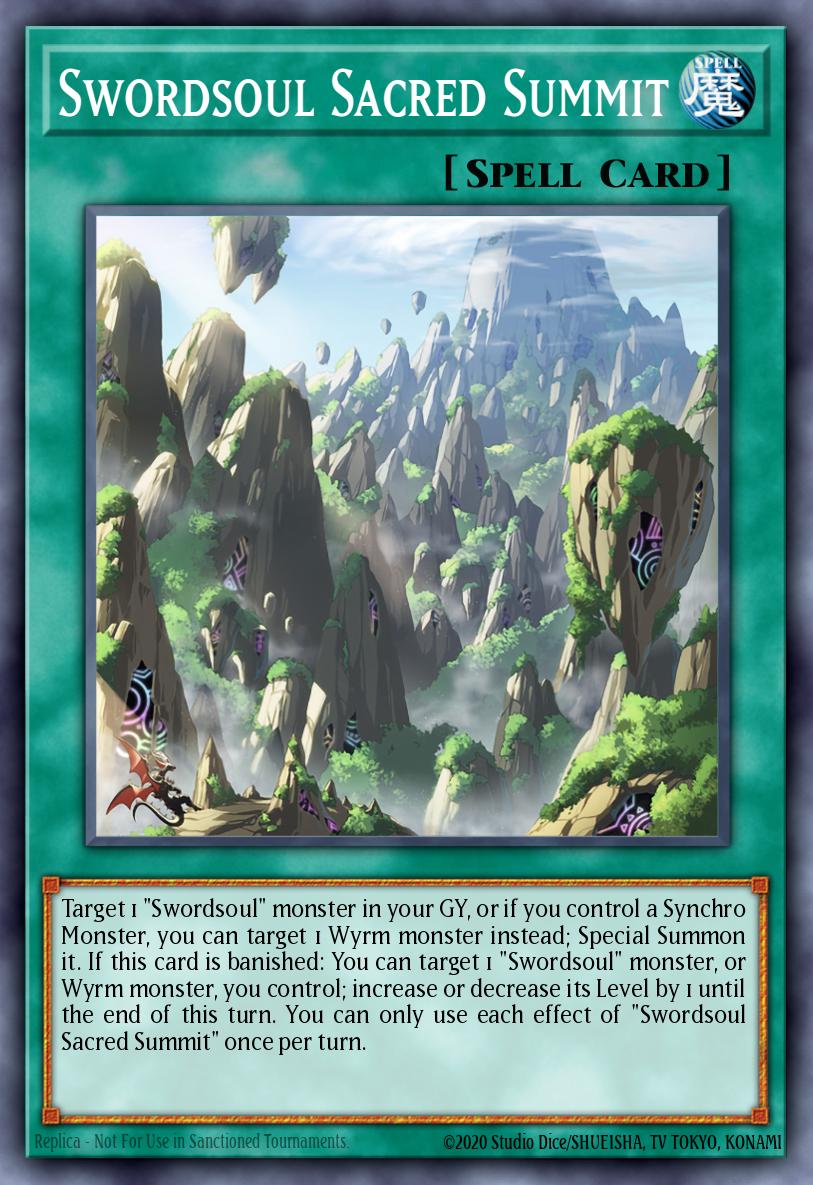 Swordsoul Sacred Summit
SPELL
魔
[Spell Card]
Target 1 "Swordsoul" monster in your GY, or if you control a Synchro
Monster, you can target 1 Wyrm monster instead; Special Summon
it. If this card is banished: You can target 1 "Swordsoul" monster, or
Wyrm monster, you control; increase or decrease its Level by 1 until
the end of this turn. You can only use each effect of "Swordsoul
Sacred Summit" once per turn.
Replica - Not For Use in Sanctioned Tournaments.
©2020 Studio Dice/SHUEISHA, TV TOKYO, KONAMI